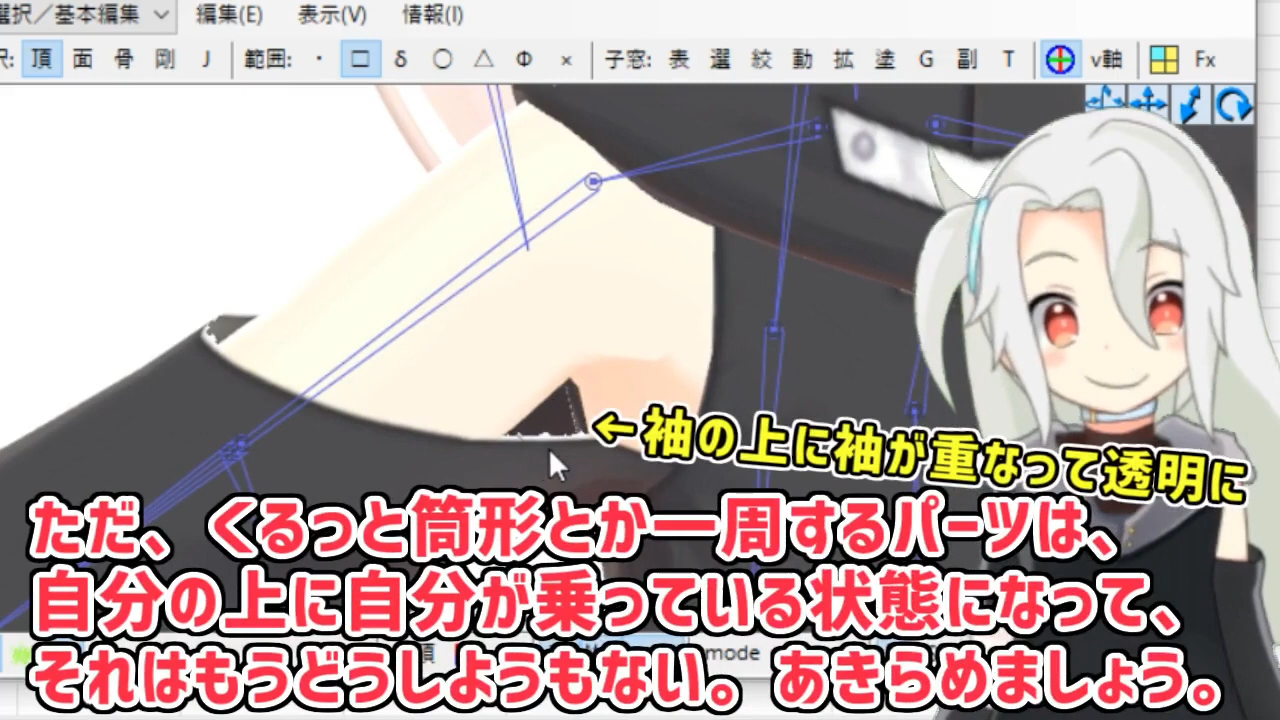 選択／基本編集 編集(E) 表示(V) 情報(I)
択: 頂 面 骨 剛 J 範囲: ・ □ δ ○ △ Φ × 子窓: 表 選 絞 動 拡 塗 G 副 T v軸 Fx
←袖の上に袖が重なって透明に
ただ、くるっと筒形とか一周するパーツは、
自分の上に自分が乗っている状態になって、
mode
それはもうどうしようもない。あきらめましょう。